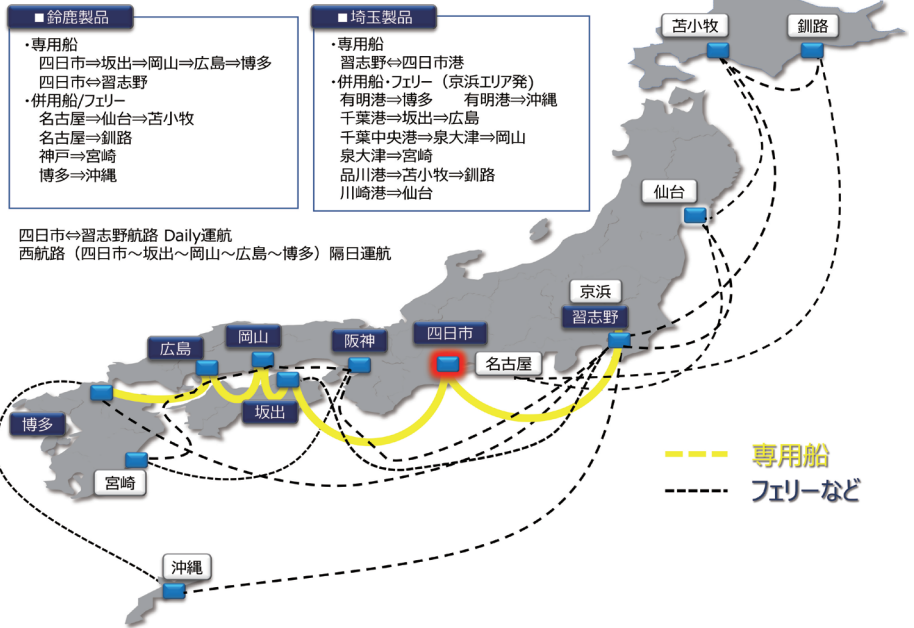 ■鈴鹿製品
・専用船
四日市⇒坂出⇒岡山⇒広島⇒博多
四日市⇔習志野
・併用船/フェリー
名古屋⇒仙台⇒苫小牧
名古屋⇒釧路
神戸⇒宮崎
博多⇒沖縄
■埼玉製品
・専用船
習志野⇔四日市港
・併用船・フェリー（京浜エリア発)
有明港⇒博多　有明港⇒沖縄
千葉港⇒坂出⇒広島
千葉中央港⇒泉大津⇒岡山
泉大津⇒宮崎
品川港⇒苫小牧⇒釧路
川崎港⇒仙台
四日市⇔習志野航路 Daily運航
西航路（四日市～坂出～岡山～広島～博多）隔日運航
苫小牧
釧路
仙台
京浜
習志野
四日市
名古屋
阪神
岡山
広島
坂出
博多
宮崎
沖縄
専用船
フェリーなど